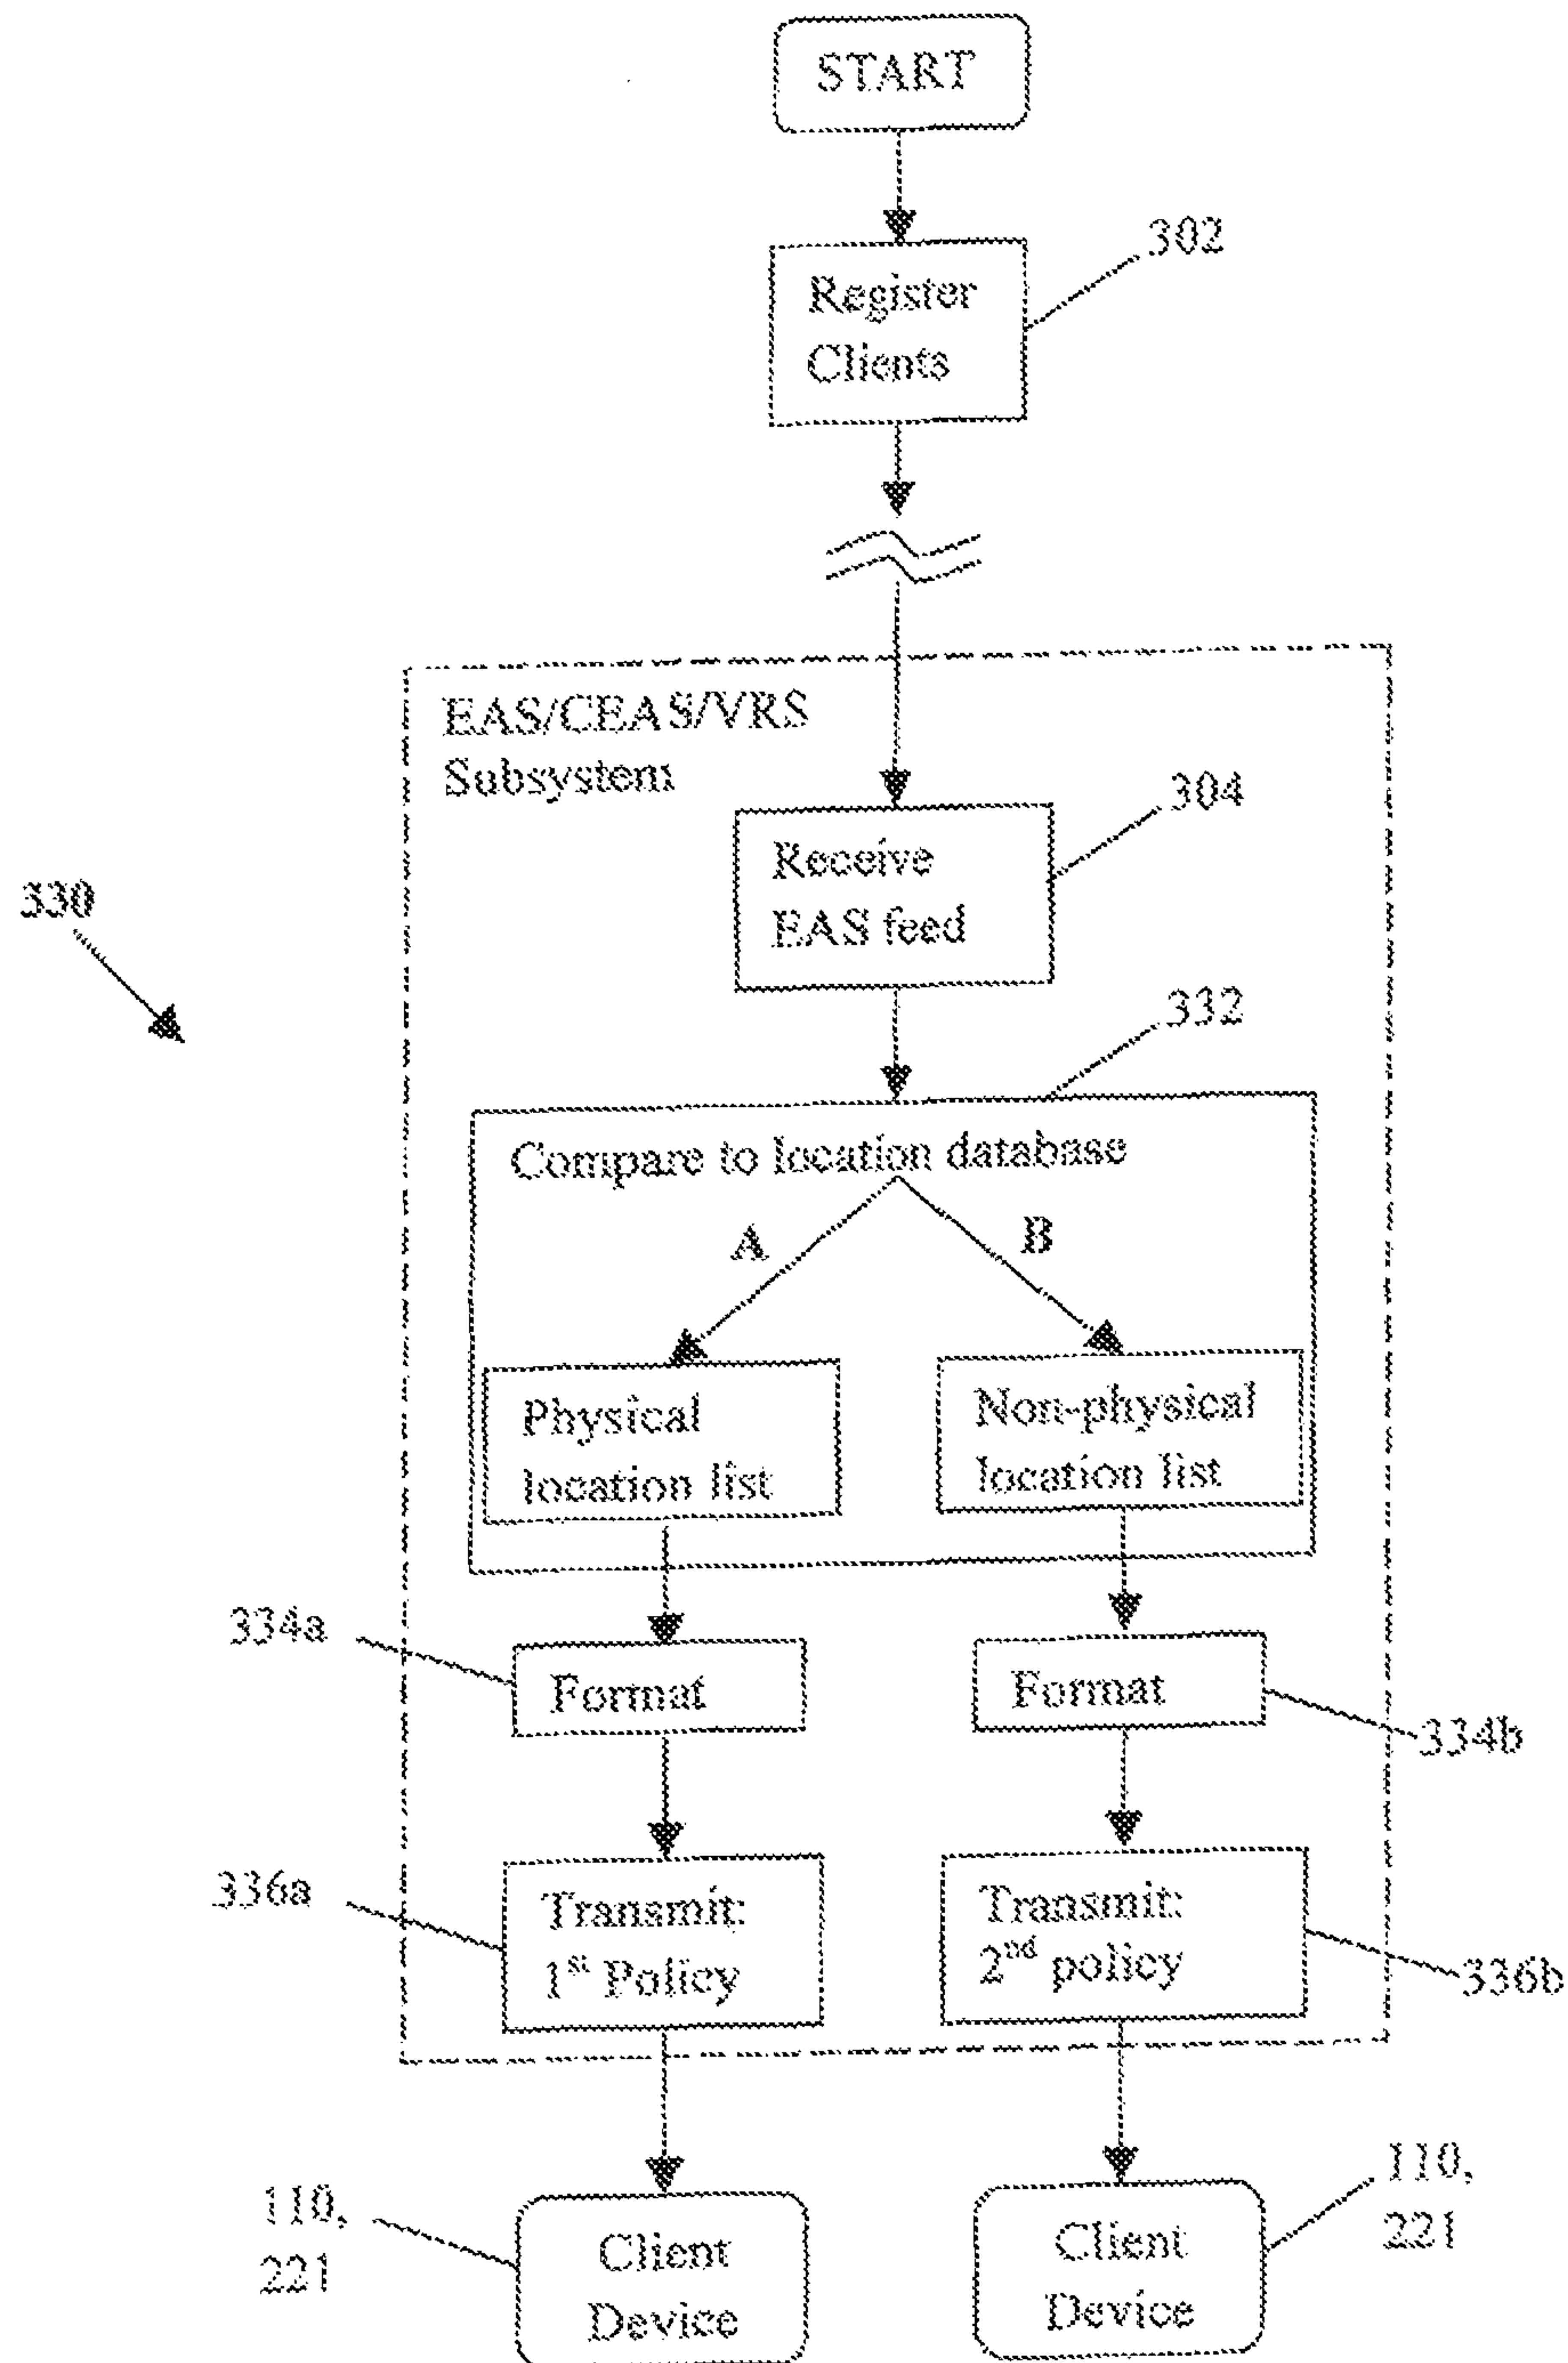 START
302
Register
Clients
EAS/CEAS/VRS
Subsystem
304
Receive
EAS feed
330
332
Compare to location database
A
B
Physical
location list
Non-physical
location list
334a
Format
Format
334b
336a
Transmit:
1st Policy
Transmit:
2nd policy
336b
110,
221
Client
Device
Client
Device
110,
221